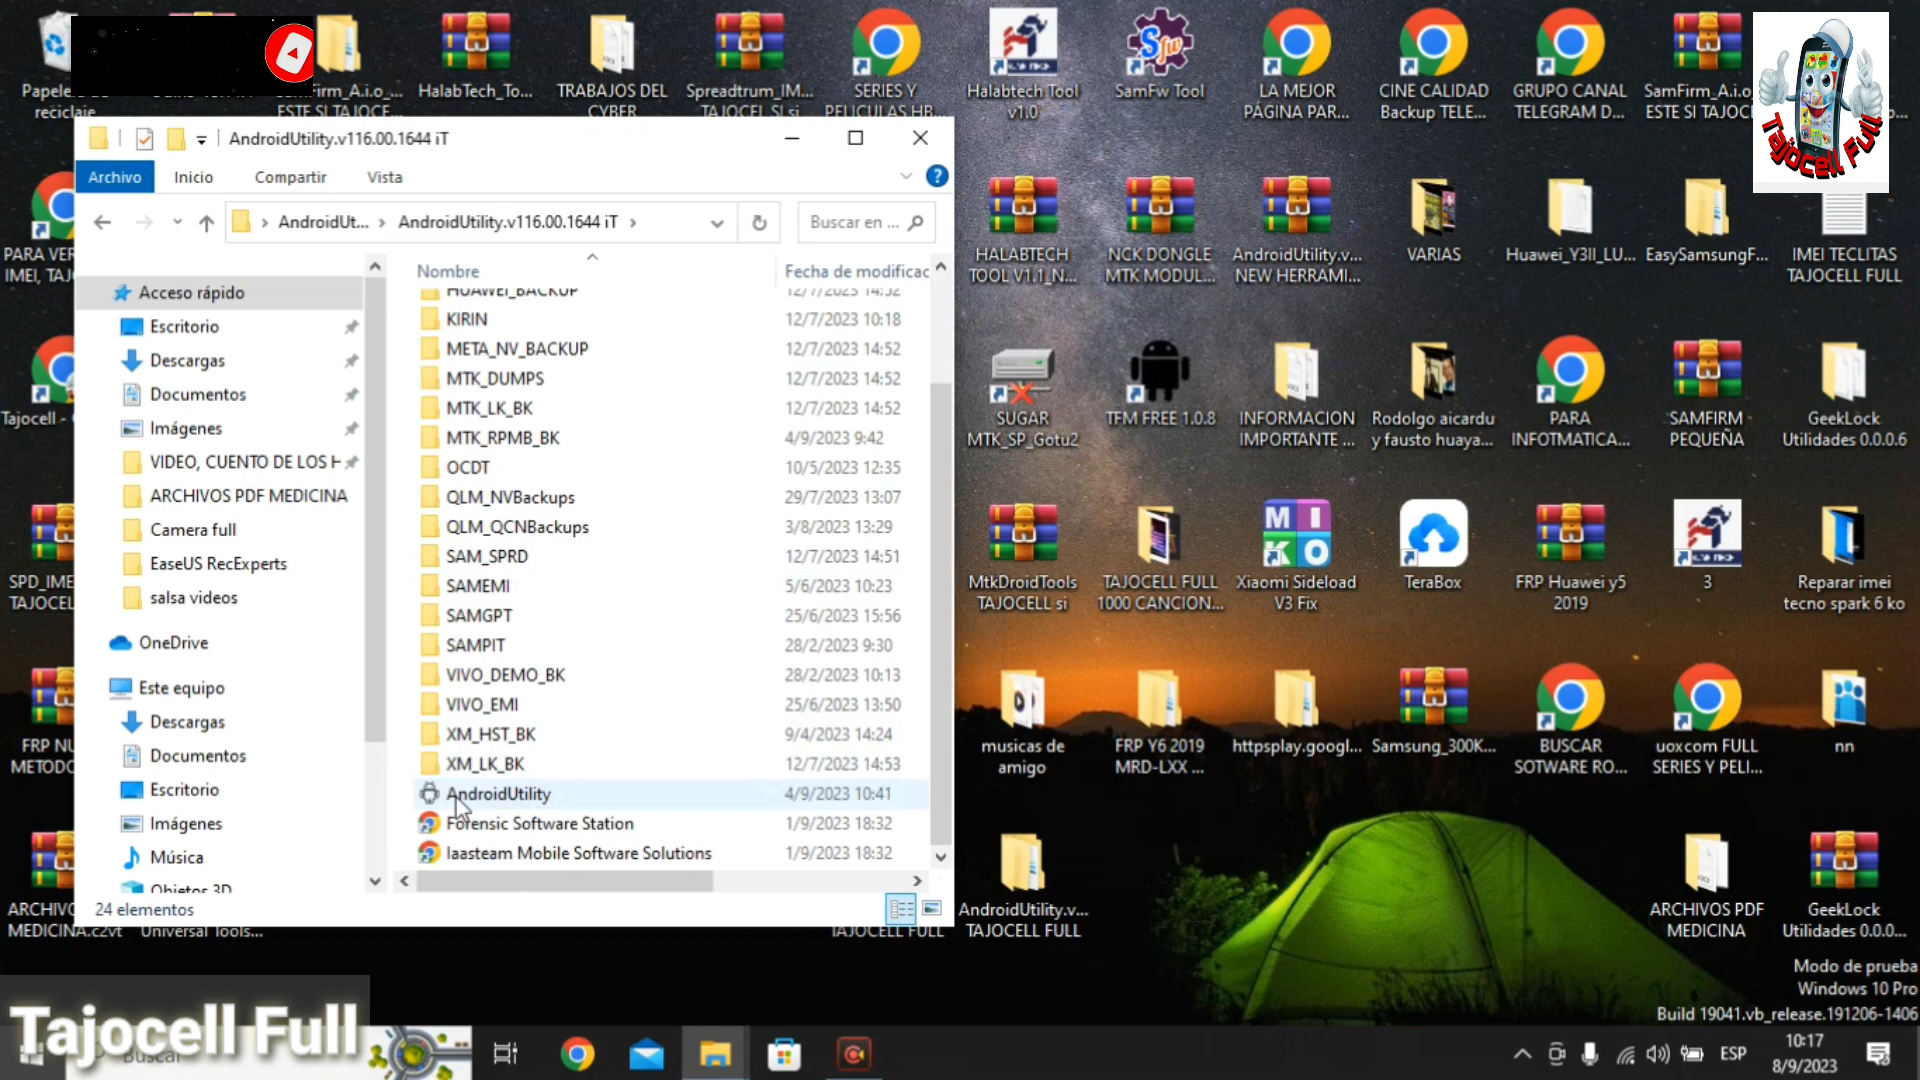 SERIES Y
PELICULAS HB...
HalabTech_To...
TRABAJOS DEL
CYBER
Spreadtrum_IM...
Halabtech Tool
v1.0
SamFw Tool
LA MEJOR
PÁGINA PAR...
CINE CALIDAD
Backup TELE...
GRUPO CANAL
TELEGRAM D...
SamFirm_A.i.o
ESTE SI TAJOC
Tajocell Full
reciclaje
AndroidUtility.v116.00.1644 iT
Archivo
Inicio
Compartir
Vista
AndroidUt...
AndroidUtility.v116.00.1644 iT
Buscar en ...
Nombre
Fecha de modificac
Acceso rápido
Escritorio
Descargas
Documentos
Imágenes
VIDEO, CUENTO DE LOS H
ARCHIVOS PDF MEDICINA
Camera full
EaseUS RecExperts
salsa videos
OneDrive
Este equipo
Descargas
Documentos
Escritorio
Imágenes
Música
Objetos 3D
HUAWEI_BACKUP 12/7/2023 14:52
KIRIN 12/7/2023 10:18
META_NV_BACKUP 12/7/2023 14:52
MTK_DUMPS 12/7/2023 14:52
MTK_LK_BK 12/7/2023 14:52
MTK_RPMB_BK 4/9/2023 9:42
OCDT 10/5/2023 12:35
QLM_NVBackups 29/7/2023 13:07
QLM_QCNBackups 3/8/2023 13:29
SAM_SPRD 12/7/2023 14:51
SAMEMI 5/6/2023 10:23
SAMGPT 25/6/2023 15:56
SAMPIT 28/2/2023 9:30
VIVO_DEMO_BK 28/2/2023 10:13
VIVO_EMI 25/6/2023 13:50
XM_HST_BK 9/4/2023 14:24
XM_LK_BK 12/7/2023 14:53
AndroidUtility 4/9/2023 10:41
Forensic Software Station 1/9/2023 18:32
laasteam Mobile Software Solutions 1/9/2023 18:32
24 elementos
PARA VER
IMEI, TAJ
Tajocell -
SPD_IME
TAJOCEL
FRP NU
METODO
ARCHIVO
MEDICINA.c2vt
Universal Tools...
TAJOCELL FULL
HALABTECH
TOOL V1.1_N...
NCK DONGLE
MTK MODUL...
AndroidUtility.v...
NEW HERRAMI...
VARIAS
Huawei_Y3II_LU...
EasySamsungF...
IMEI TECLITAS
TAJOCELL FULL
SUGAR
MTK_SP_Gotu2
TFM FREE 1.0.8
INFORMACION
IMPORTANTE ...
Rodolgo aicardu
y fausto huaya...
PARA
INFOTMATICA...
SAMFIRM
PEQUEÑA
GeekLock
Utilidades 0.0.0.6
MtkDroidTools
TAJOCELL si
TAJOCELL FULL
1000 CANCION...
MI
KO
Xiaomi Sideload
V3 Fix
TeraBox
FRP Huawei y5
2019
3
Reparar imei
tecno spark 6 ko
musicas de
amigo
FRP Y6 2019
MRD-LXX ...
httpsplay.googl...
Samsung_300K...
BUSCAR
SOTWARE RO...
uoxcom FULL
SERIES Y PELI...
nn
AndroidUtility.v...
TAJOCELL FULL
ARCHIVOS PDF
MEDICINA
GeekLock
Utilidades 0.0.0...
Modo de prueba
Windows 10 Pro
Build 19041.vb_release.191206-1406
Tajocell Full
Buscar
ESP
10:17
8/9/2023